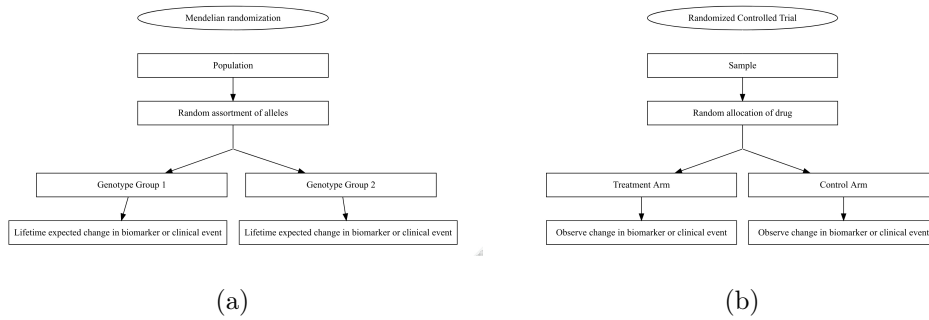 Mendelian randomization
Population
Random assortment of alleles
Genotype Group 1
Genotype Group 2
Lifetime expected change in biomarker or clinical event
Lifetime expected change in biomarker or clinical event
(a)
Randomized Controlled Trial
Sample
Random allocation of drug
Treatment Arm
Control Arm
Observe change in biomarker or clinical event
Observe change in biomarker or clinical event
(b)